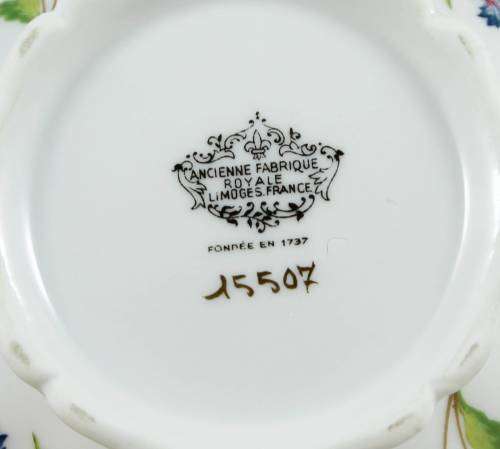 ANCIENNE FABRIQUE
ROYALE
LIMOGES.FRANCE.
FONDÉE EN 1737
15507